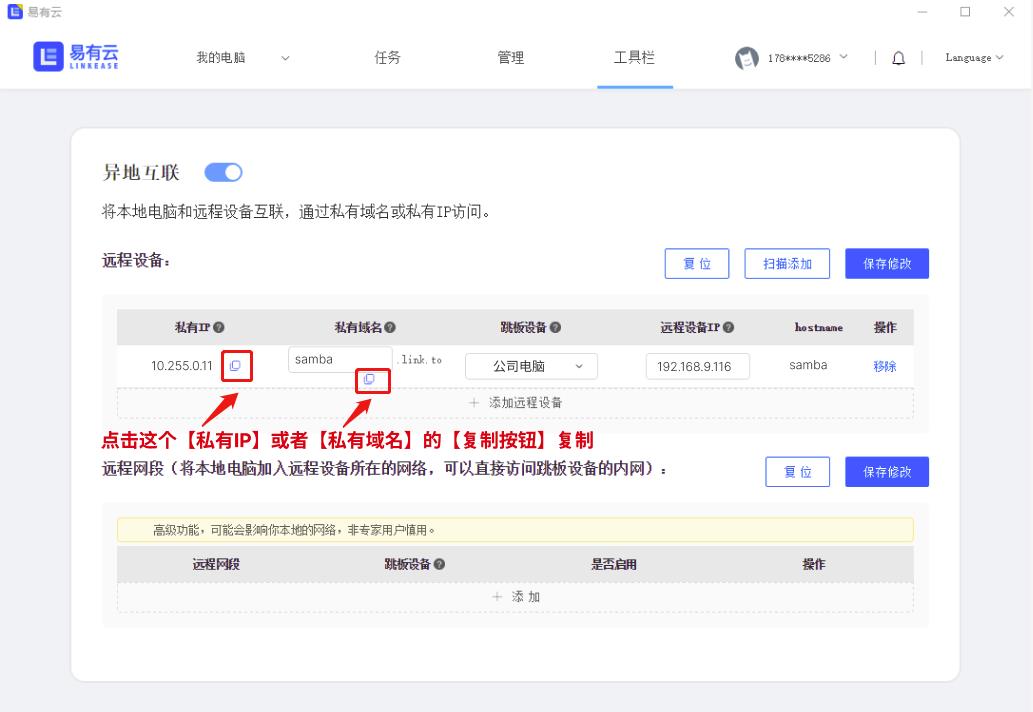 易有云
易有云
LINKEASE
我的电脑
任务
管理
工具栏
178****5286
Language
异地互联
将本地电脑和远程设备互联，通过私有域名或私有IP访问。
远程设备：
复 位
扫描添加
保存修改
私有IP
私有域名
跳板设备
远程设备IP
hostname
操作
10.255.0.11
samba
.link.to
公司电脑
192.168.9.116
samba
移除
添加远程设备
点击这个【私有IP】或者【私有域名】的【复制按钮】复制
远程网段（将本地电脑加入远程设备所在的网络，可以直接访问跳板设备的内网）：
复 位
保存修改
高级功能，可能会影响你本地的网络，非专家用户慎用。
远程网段
跳板设备
是否启用
操作
添 加